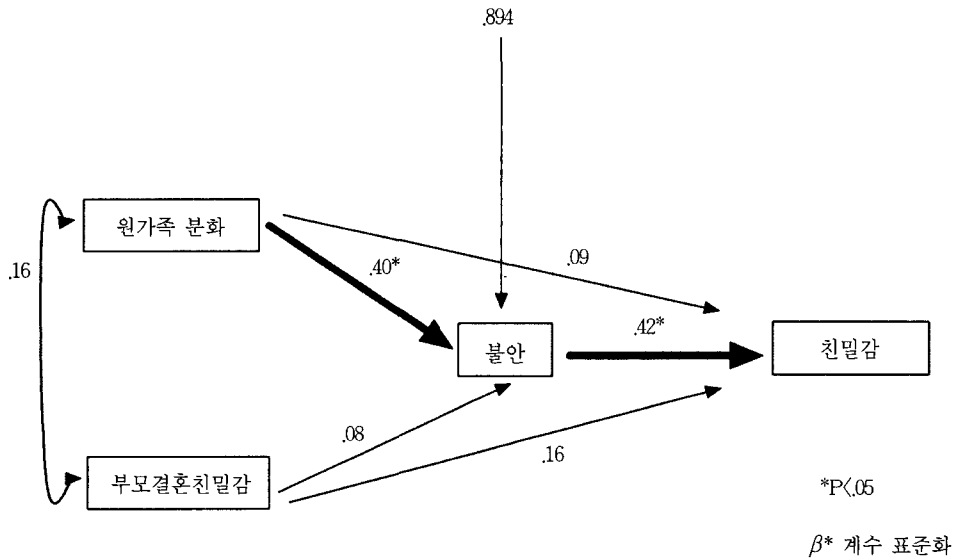 .894
원가족 분화
.16
.40*
.09
불안
.42*
친밀감
.08
.16
부모결혼친밀감
*P<.05
β* 계수 표준화